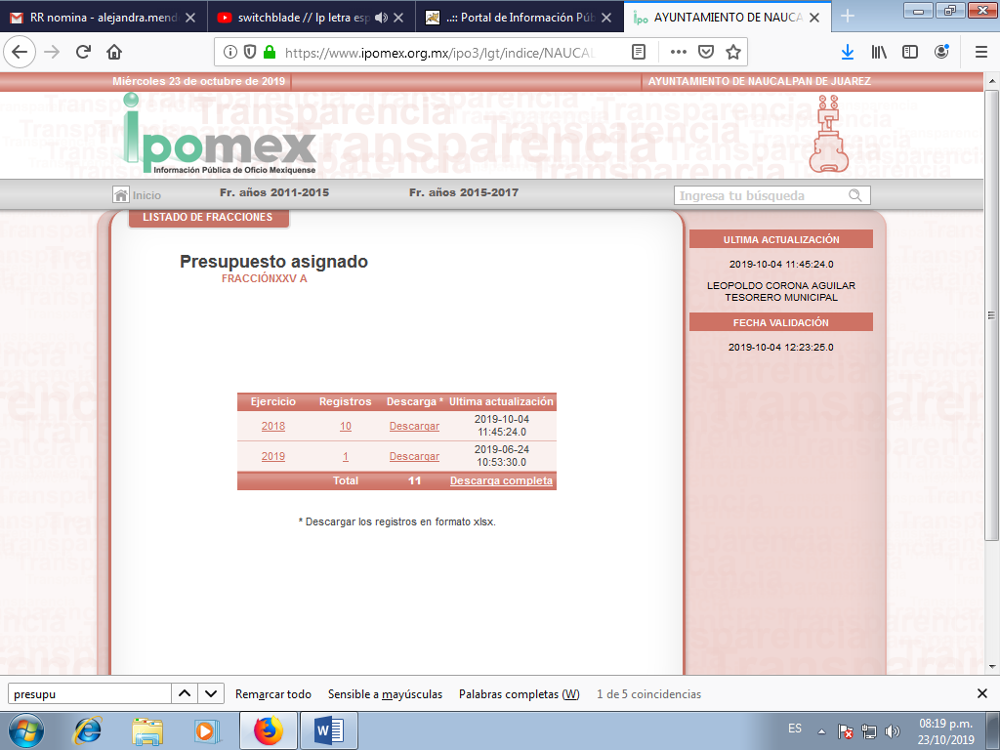 RR nomina - alejandra.mend
switchblade // lp letra esp
..:: Portal de Información Púb
AYUNTAMIENTO DE NAUCA
https://www.ipomex.org.mx/ipo3/lgt/indice/NAUCAL
Miércoles 23 de octubre de 2019
AYUNTAMIENTO DE NAUCALPAN DE JUAREZ
ipomex
Información Pública de Oficio Mexiquense
Inicio
Fr. años 2011-2015
Fr. años 2015-2017
Ingresa tu búsqueda
LISTADO DE FRACCIONES
Presupuesto asignado
FRACCIÓNXXV A
ULTIMA ACTUALIZACIÓN
2019-10-04 11:45:24.0
LEOPOLDO CORONA AGUILAR
TESORERO MUNICIPAL
FECHA VALIDACIÓN
2019-10-04 12:23:25.0
Ejercicio Registros Descarga * Ultima actualización
2018 10 Descargar 2019-10-04
11:45:24.0
2019 1 Descargar 2019-06-24
10:53:30.0
Total 11 Descarga completa
* Descargar los registros en formato xlsx.
presupu
Remarcar todo
Sensible a mayúsculas
Palabras completas (W)
1 de 5 coincidencias
ES
08:19 p.m.
23/10/2019